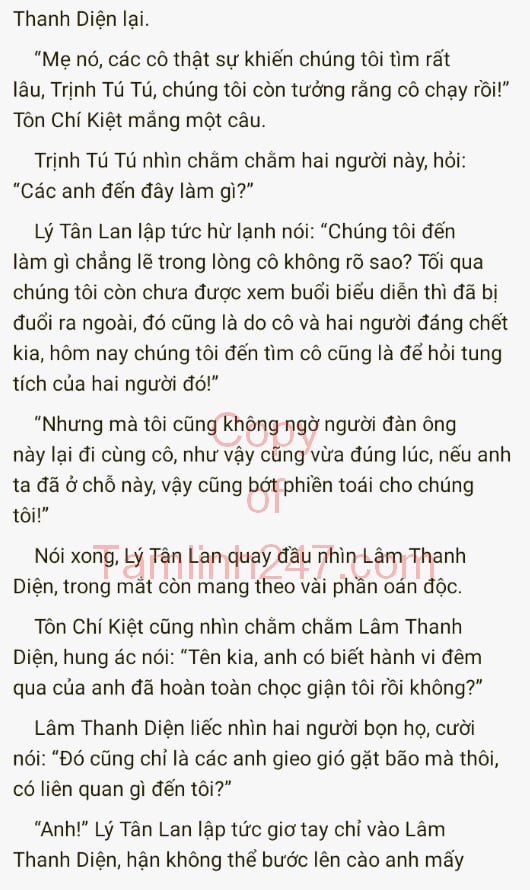 Thanh Diện lại.
“Mẹ nó, các cô thật sự khiến chúng tôi tìm rất
lâu, Trịnh Tú Tú, chúng tôi còn tưởng rằng cô chạy rồi!”
Tôn Chí Kiệt mắng một câu.
Trịnh Tú Tú nhìn chằm chằm hai người này, hỏi:
“Các anh đến đây làm gì?”
Lý Tân Lan lập tức hừ lạnh nói: “Chúng tôi đến
làm gì chẳng lẽ trong lòng cô không rõ sao? Tối qua
chúng tôi còn chưa được xem buổi biểu diễn thì đã bị
đuổi ra ngoài, đó cũng là do cô và hai người đáng chết
kia, hôm nay chúng tôi đến tìm cô cũng là để hỏi tung
tích của hai người đó!”
“Nhưng mà tôi cũng không ngờ người đàn ông
này lại đi cùng cô, như vậy cũng vừa đúng lúc, nếu anh
ta đã ở chỗ này, vậy cũng bớt phiền toái cho chúng
tôi!”
Nói xong, Lý Tân Lan quay đầu nhìn Lâm Thanh
Diện, trong mắt còn mang theo vài phần oán độc.
Tôn Chí Kiệt cũng nhìn chằm chằm Lâm Thanh
Diện, hung ác nói: “Tên kia, anh có biết hành vi đêm
qua của anh đã hoàn toàn chọc giận tôi rồi không?”
Lâm Thanh Diện liếc nhìn hai người bọn họ, cười
nói: “Đó cũng chỉ là các anh gieo gió gặt bão mà thôi,
có liên quan gì đến tôi?”
“Anh!” Lý Tân Lan lập tức giơ tay chỉ vào Lâm
Thanh Diện, hận không thể bước lên cào anh mấy
Copy
of
Tamlinh247.com